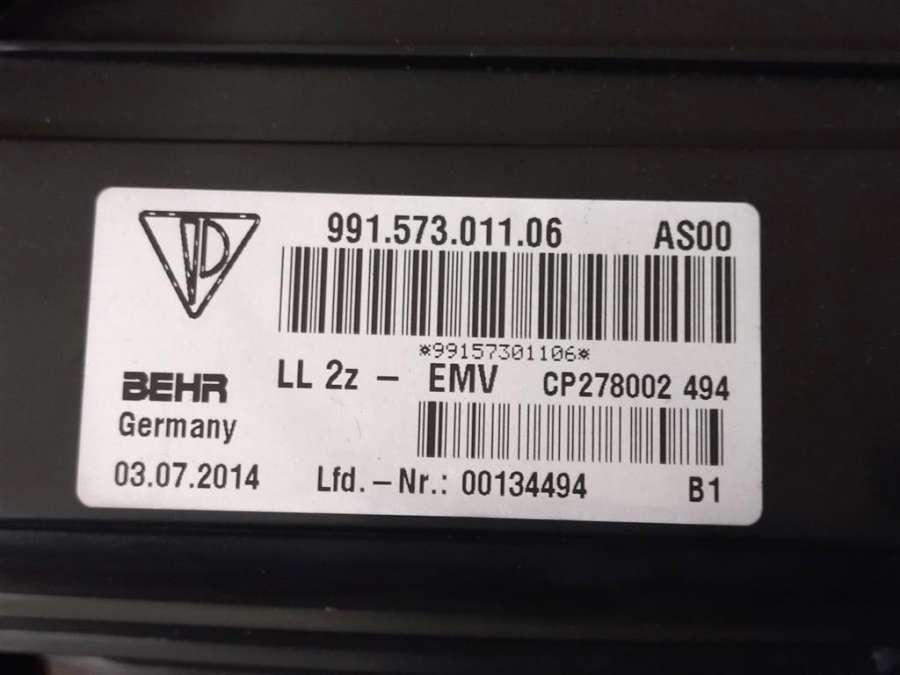 991.573.011.06 AS00
*99157301106*
LL 2z - EMV CP278002 494
BEHR
Germany
03.07.2014 Lfd.-Nr.: 00134494 B1